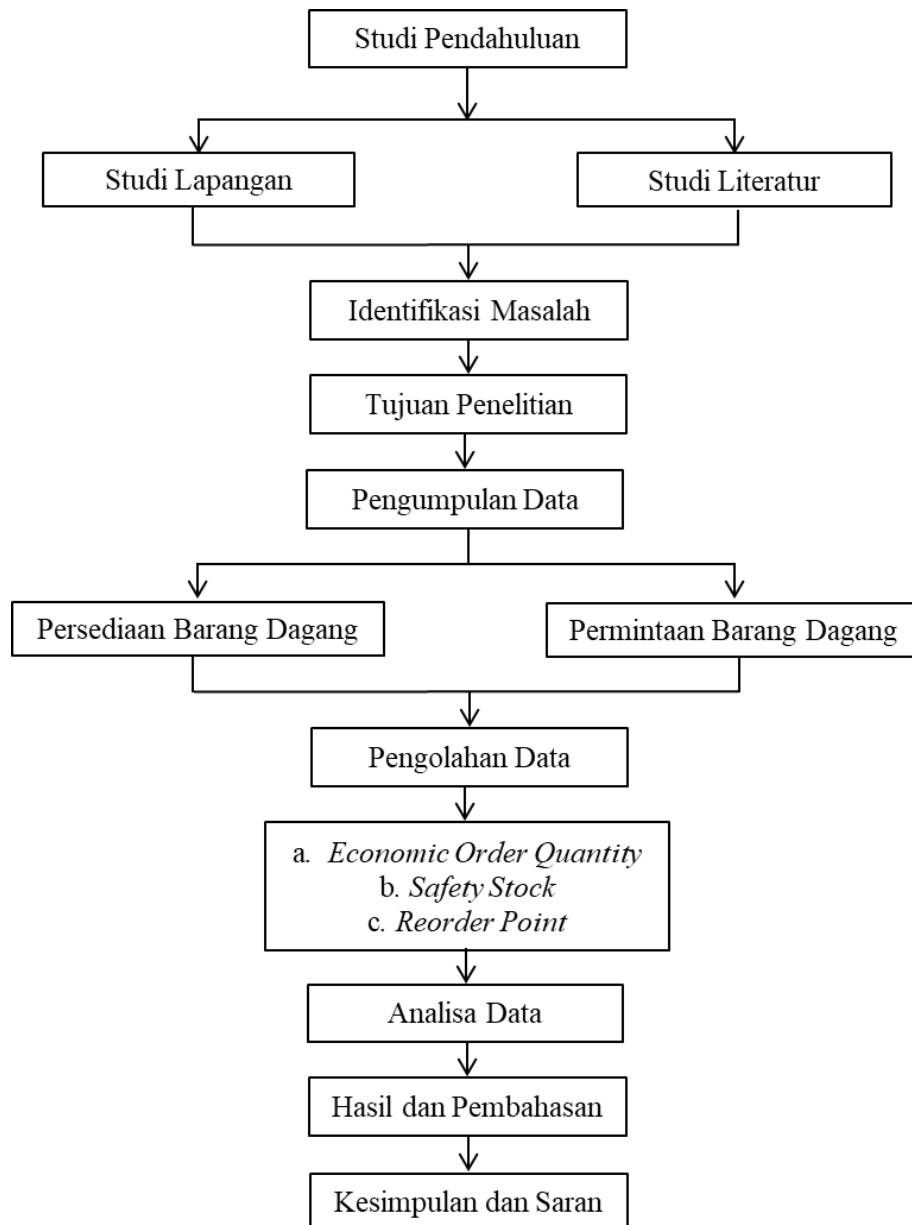 Studi Pendahuluan
Studi Lapangan
Studi Literatur
Identifikasi Masalah
Tujuan Penelitian
Pengumpulan Data
Persediaan Barang Dagang
Permintaan Barang Dagang
Pengolahan Data
a. Economic Order Quantity
b. Safety Stock
c. Reorder Point
Analisa Data
Hasil dan Pembahasan
Kesimpulan dan Saran